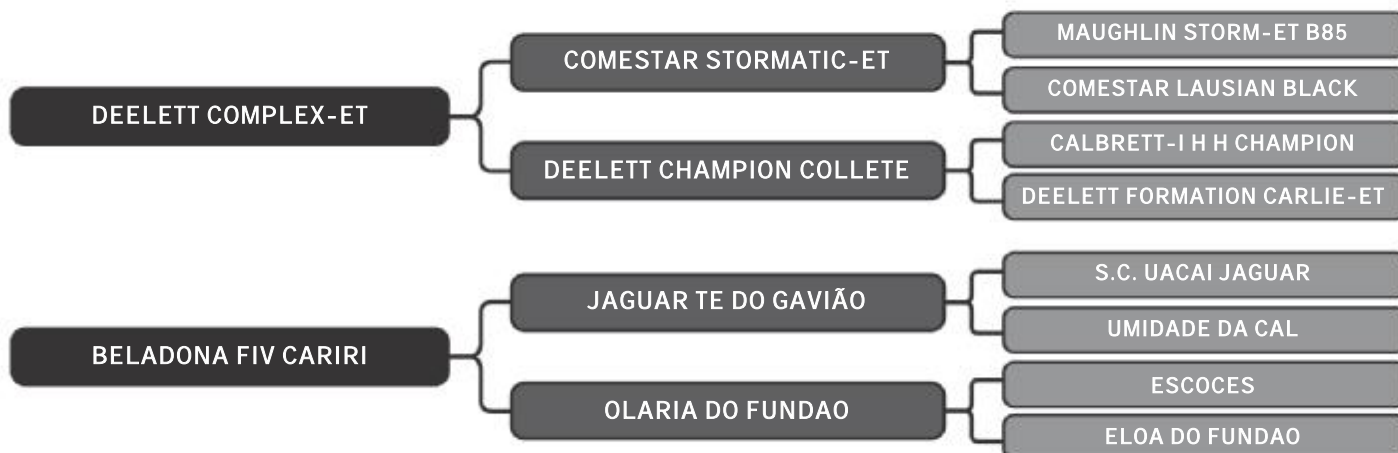 MAUGHLIN STORM-ET B85
COMESTAR STORMATIC-ET
COMESTAR LAUSIAN BLACK
DEELETT COMPLEX-ET
CALBRETT-I H H CHAMPION
DEELETT CHAMPION COLLETE
DEELETT FORMATION CARLIE-ET
S.C. UACAI JAGUAR
JAGUAR TE DO GAVIÃO
UMIDADE DA CAL
BELADONA FIV CARIRI
ESCOCES
OLARIA DO FUNDAO
ELOA DO FUNDAO